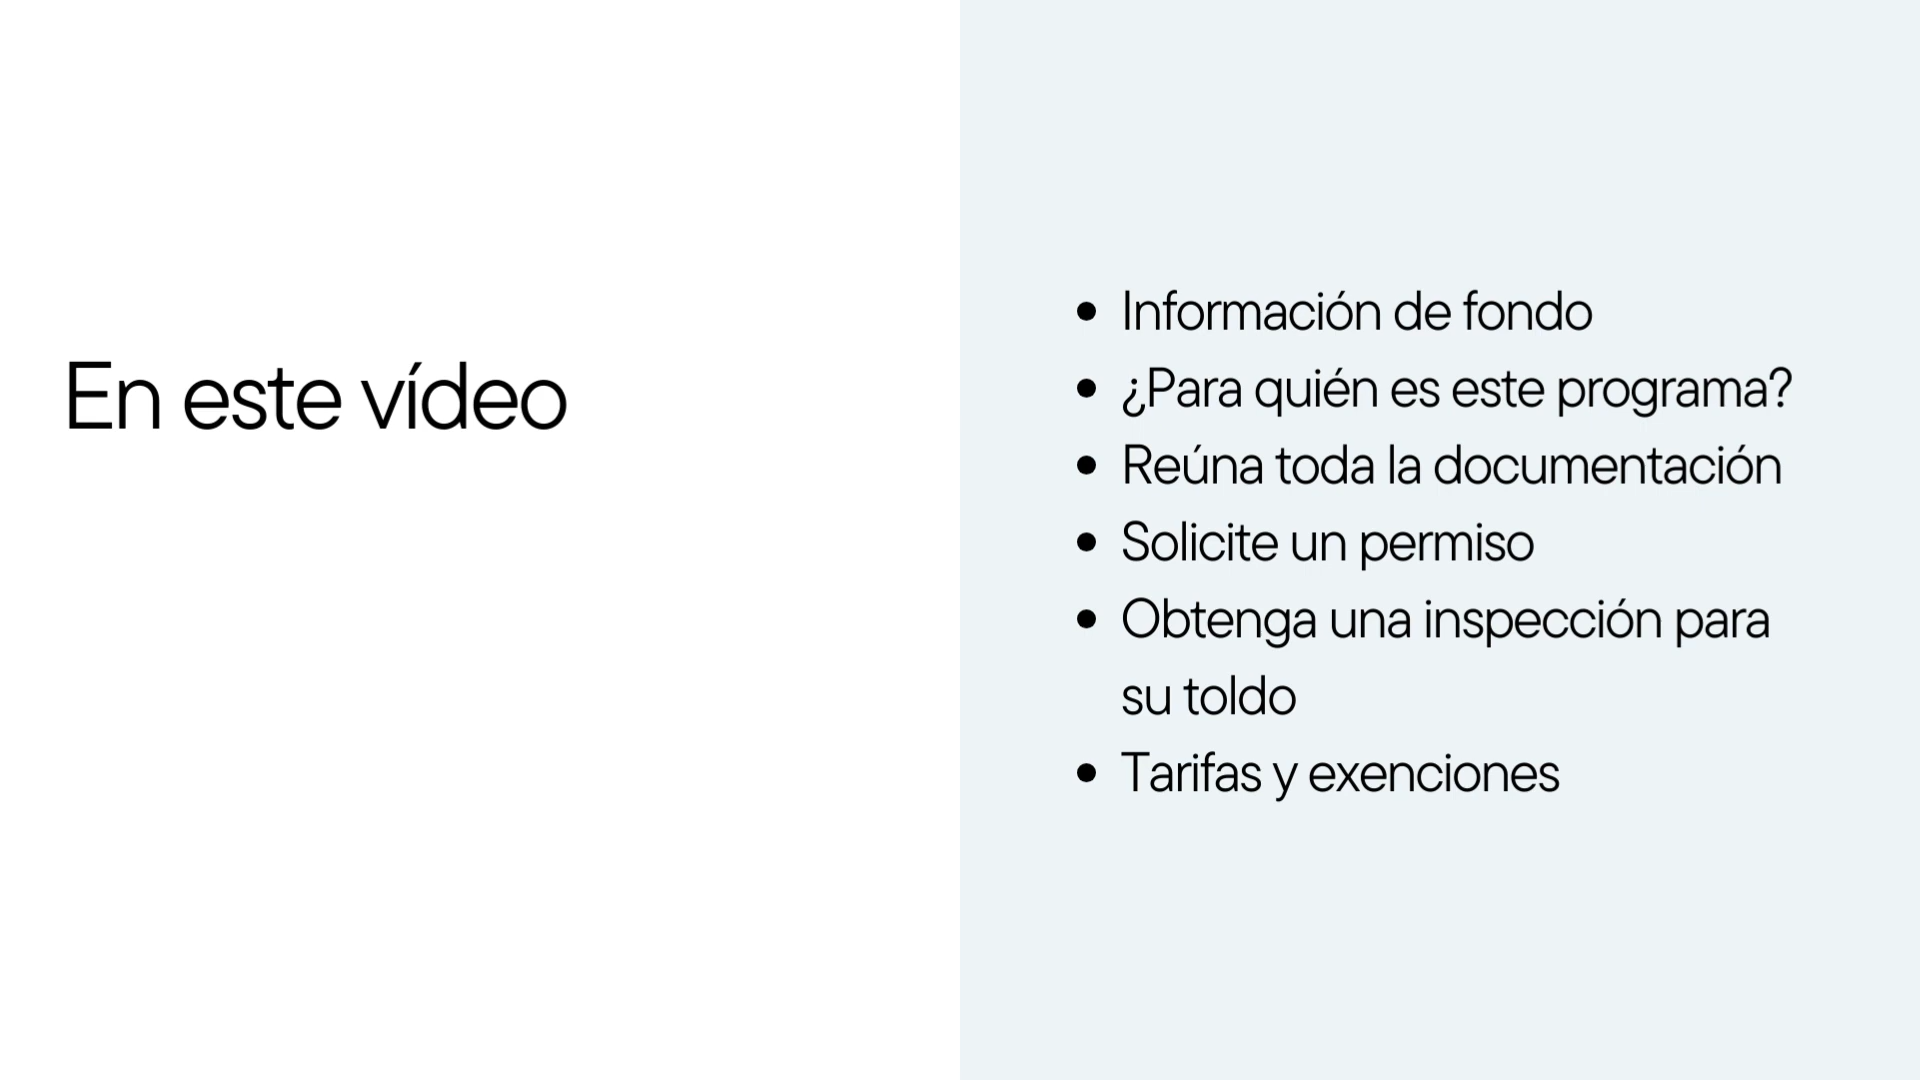 En este vídeo
• Información de fondo
• ¿Para quién es este programa?
• Reúna toda la documentación
• Solicite un permiso
• Obtenga una inspección para
su toldo
• Tarifas y exenciones